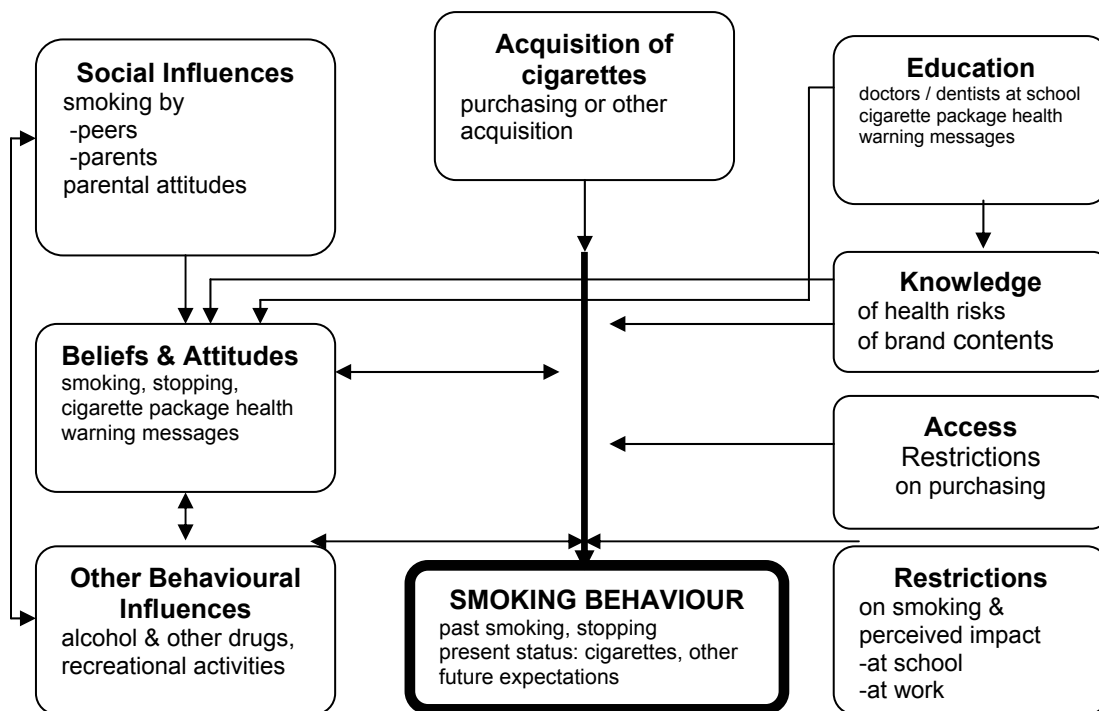 Social Influences
smoking by
-peers
-parents
parental attitudes
Acquisition of
cigarettes
purchasing or other
acquisition
Education
doctors / dentists at school
cigarette package health
warning messages
Knowledge
of health risks
of brand contents
Beliefs & Attitudes
smoking, stopping,
cigarette package health
warning messages
Access
Restrictions
on purchasing
Other Behavioural
Influences
alcohol & other drugs,
recreational activities
SMOKING BEHAVIOUR
past smoking, stopping
present status: cigarettes, other
future expectations
Restrictions
on smoking &
perceived impact
-at school
-at work